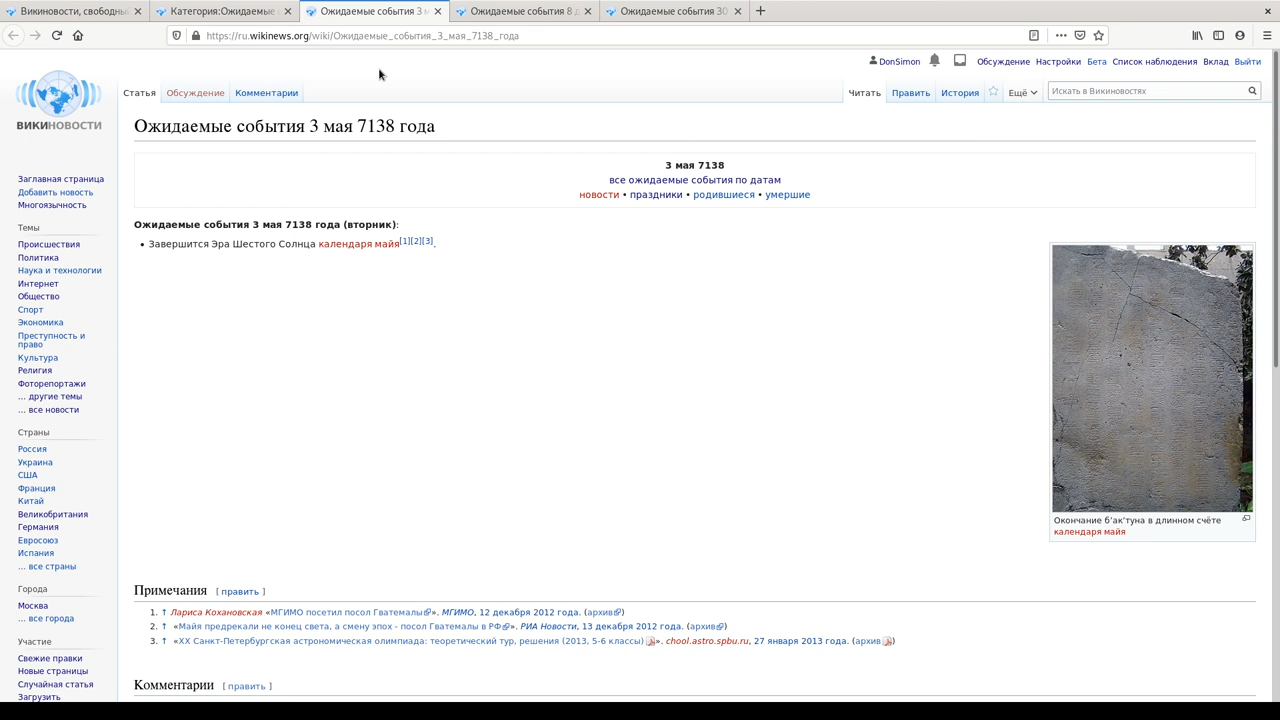 Викиновости, свободны
Категория:Ожидаемые с
Ожидаемые события 3 м
Ожидаемые события 8 д
Ожидаемые события 30
https://ru.wikinews.org/wiki/Ожидаемые_события_3_мая_7138_года
DonSimon Обсуждение Настройки Бета Список наблюдения Вклад Выйти
Статья Обсуждение Комментарии Читать Править История Ещё Искать в Викиновостях
ВИКИНОВОСТИ
Заглавная страница
Добавить новость
Многоязычность
Темы
Происшествия
Политика
Наука и технологии
Интернет
Общество
Спорт
Экономика
Преступность и
право
Культура
Религия
Фоторепортажи
... другие темы
... все новости
Страны
Россия
Украина
США
Франция
Китай
Великобритания
Германия
Евросоюз
Испания
... все страны
Города
Москва
... все города
Участие
Свежие правки
Новые страницы
Случайная статья
Загрузить
Ожидаемые события 3 мая 7138 года
3 мая 7138
все ожидаемые события по датам
новости • праздники • родившиеся • умершие
Ожидаемые события 3 мая 7138 года (вторник):
• Завершится Эра Шестого Солнца календаря майя[1][2][3].
Окончание б’ак’туна в длинном счёте
календаря майя
Примечания [ править ]
1. ↑ Лариса Кохановская «МГИМО посетил посол Гватемалы». МГИМО, 12 декабря 2012 года. (архив)
2. ↑ «Майя предрекали не конец света, а смену эпох - посол Гватемалы в РФ». РИА Новости, 13 декабря 2012 года. (архив)
3. ↑ «XX Санкт-Петербургская астрономическая олимпиада: теоретический тур, решения (2013, 5-6 классы)». chool.astro.spbu.ru, 27 января 2013 года. (архив)
Комментарии [ править ]